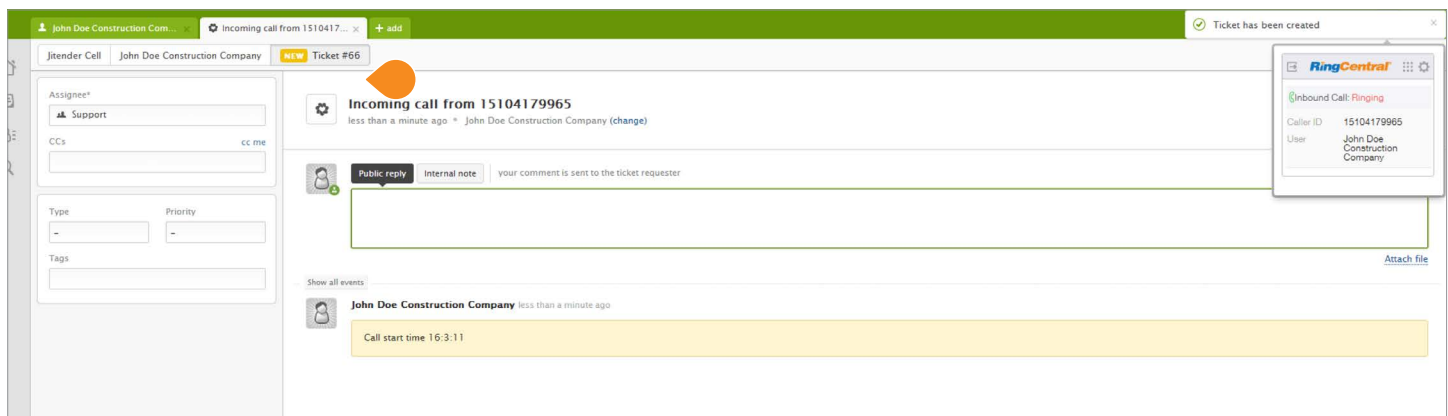 John Doe Construction Com... ×
Incoming call from 1510417... ×
+ add
Ticket has been created ×
Jitender Cell
John Doe Construction Company
NEW Ticket #66
RingCentral
Inbound Call: Ringing
Caller ID 15104179965
User John Doe
Construction
Company
Assignee*
Support
CCs cc me
Type Priority
- -
Tags
Incoming call from 15104179965
less than a minute ago • John Doe Construction Company (change)
Public reply Internal note your comment is sent to the ticket requester
Attach file
Show all events
John Doe Construction Company less than a minute ago
Call start time 16:3:11